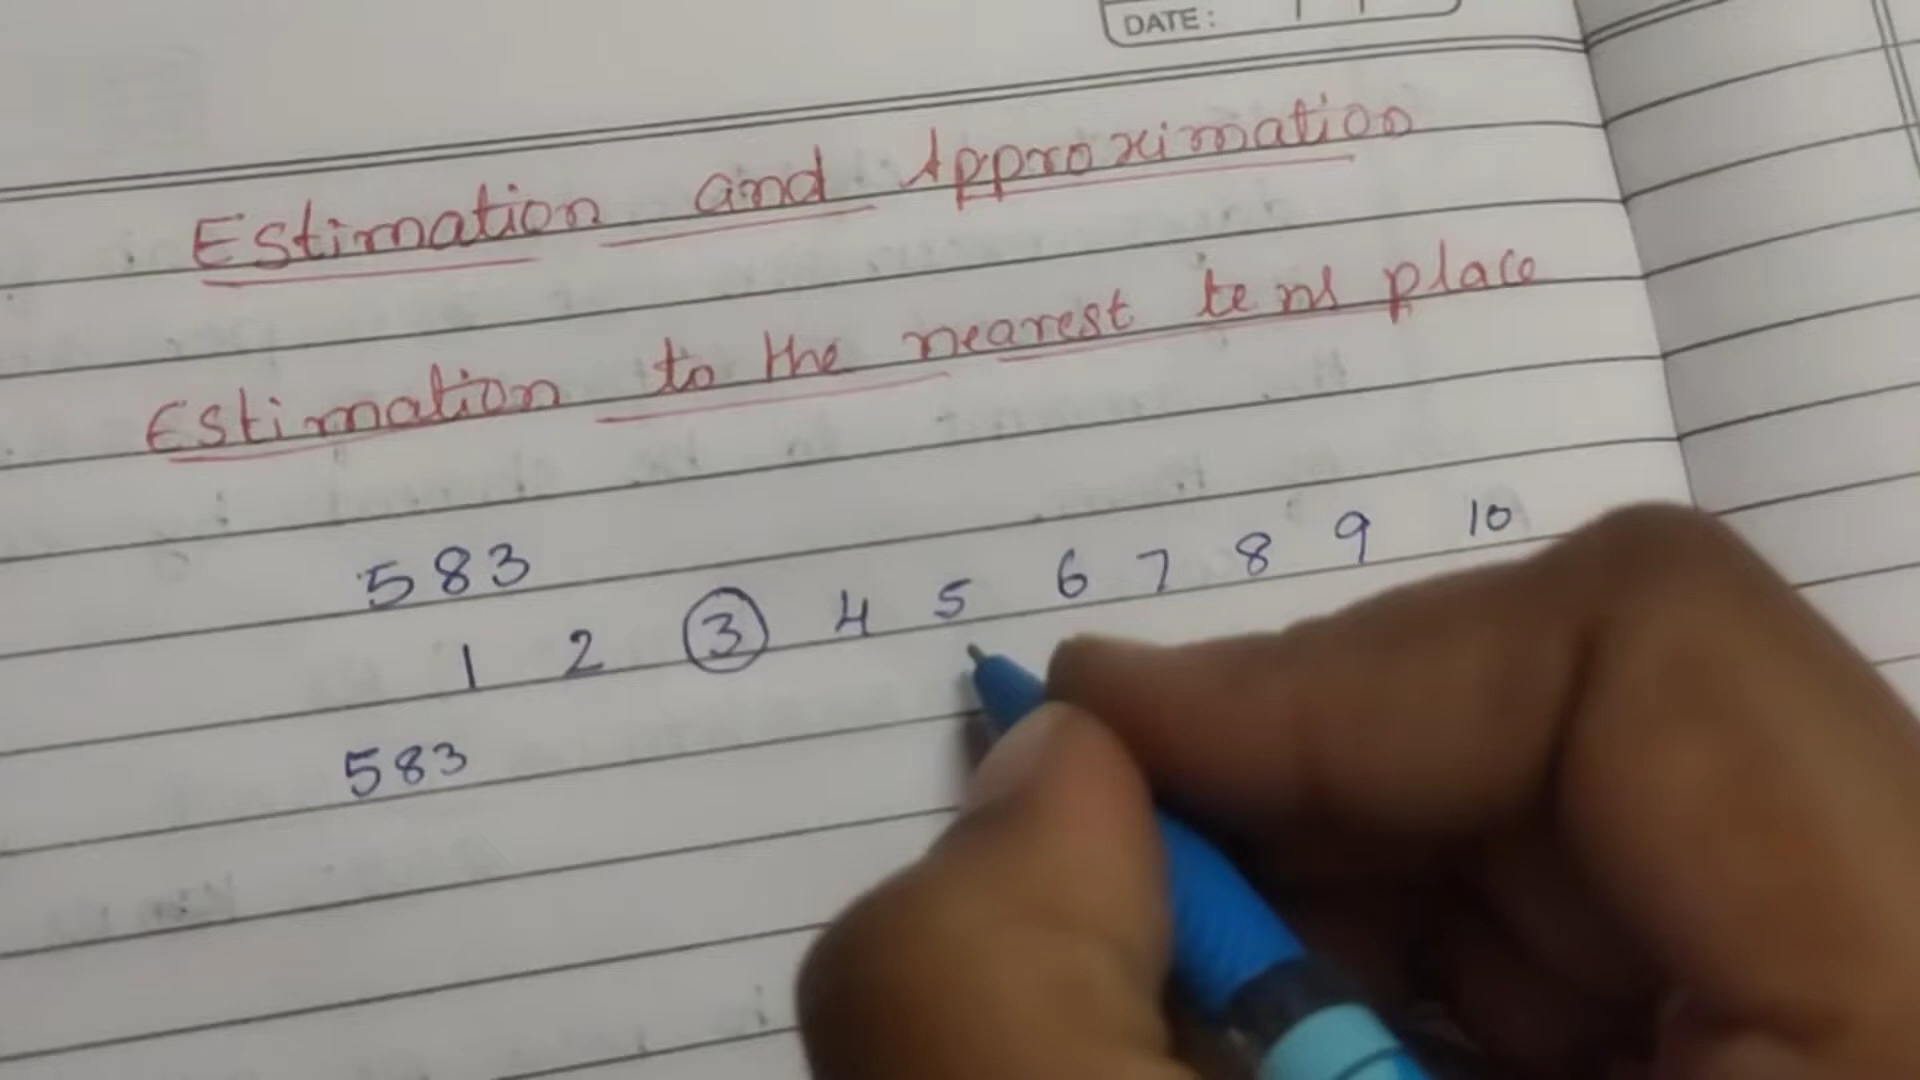 DATE:
Estimation and Approximation
Estimation to the nearest tens place
583
1 2 3 4 5 6 7 8 9 10
583